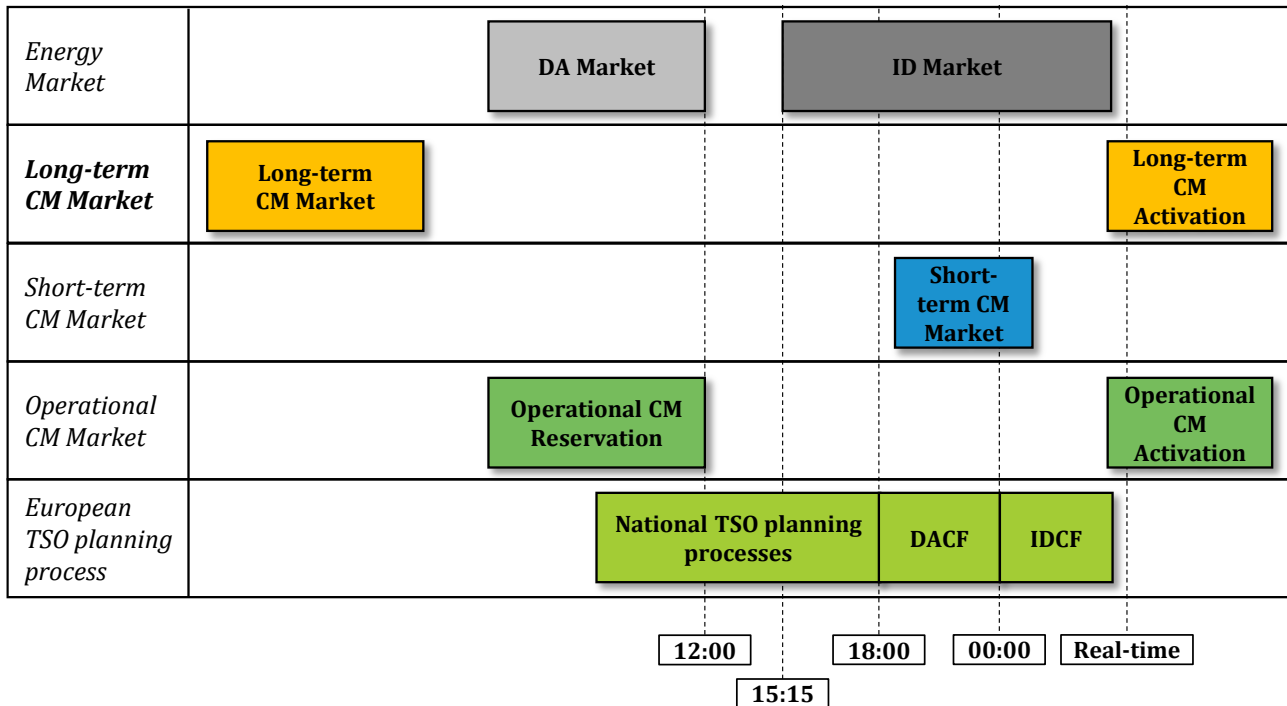 Energy
Market
DA Market
ID Market
Long-term
CM Market
Long-term
CM Market
Long-term
CM
Activation
Short-term
CM Market
Short-
term CM
Market
Operational
CM Market
Operational CM
Reservation
Operational
CM
Activation
European
TSO planning
process
National TSO planning
processes
DACF
IDCF
12:00
18:00
00:00
Real-time
15:15